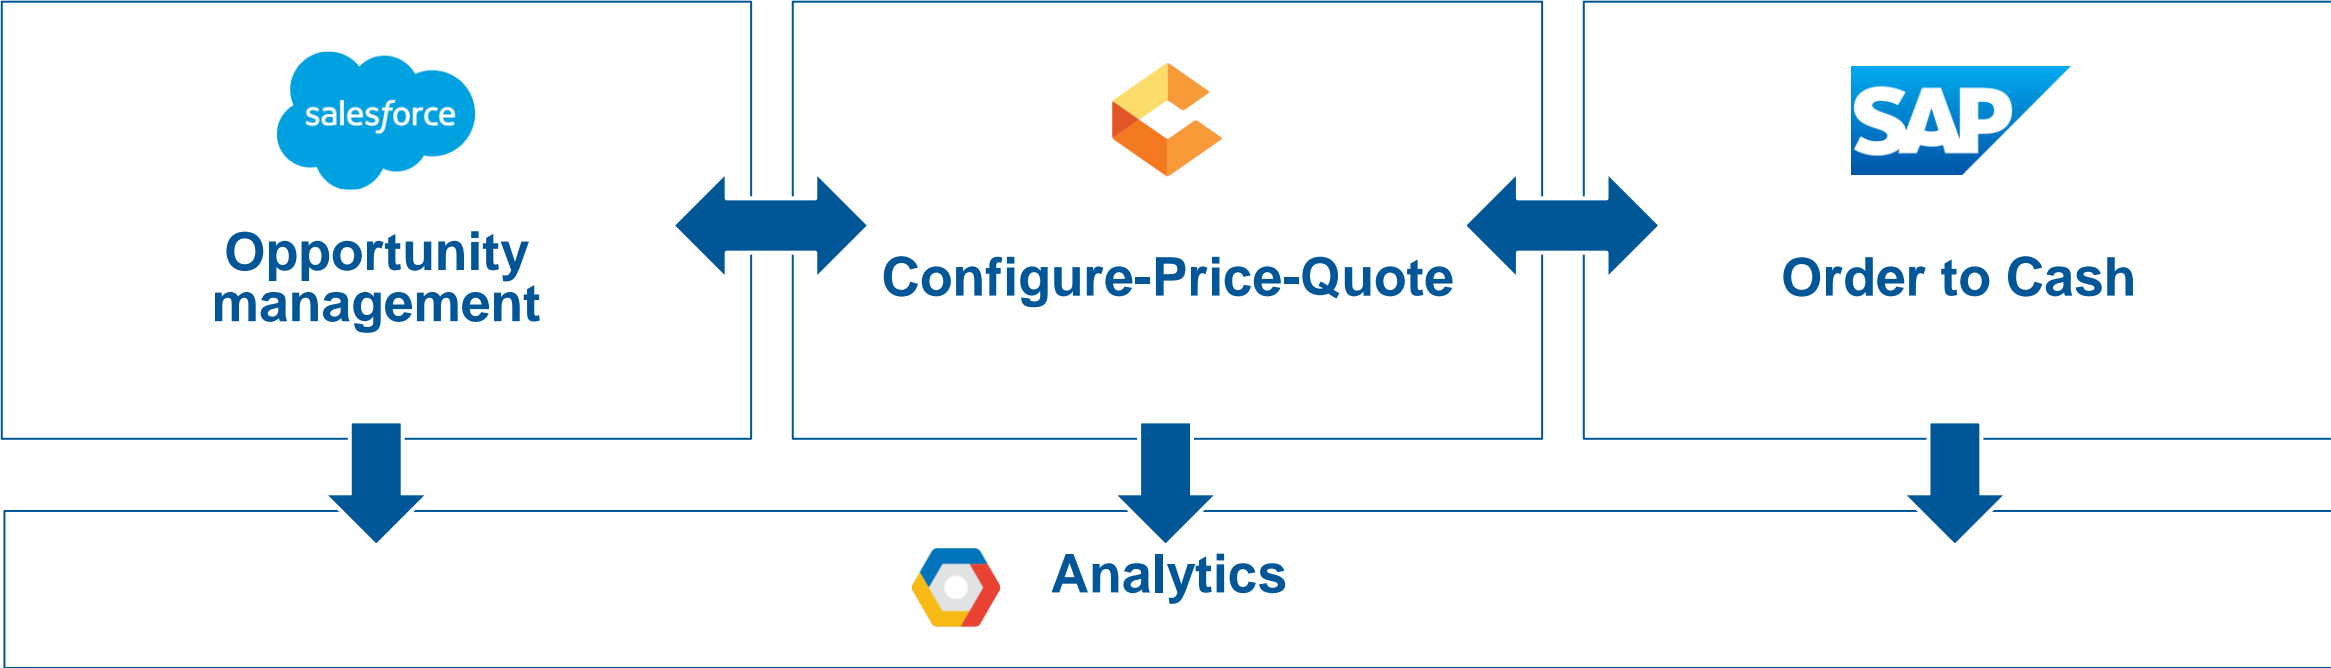 salesforce
SAP
Opportunity
management
Configure-Price-Quote
Order to Cash
Analytics